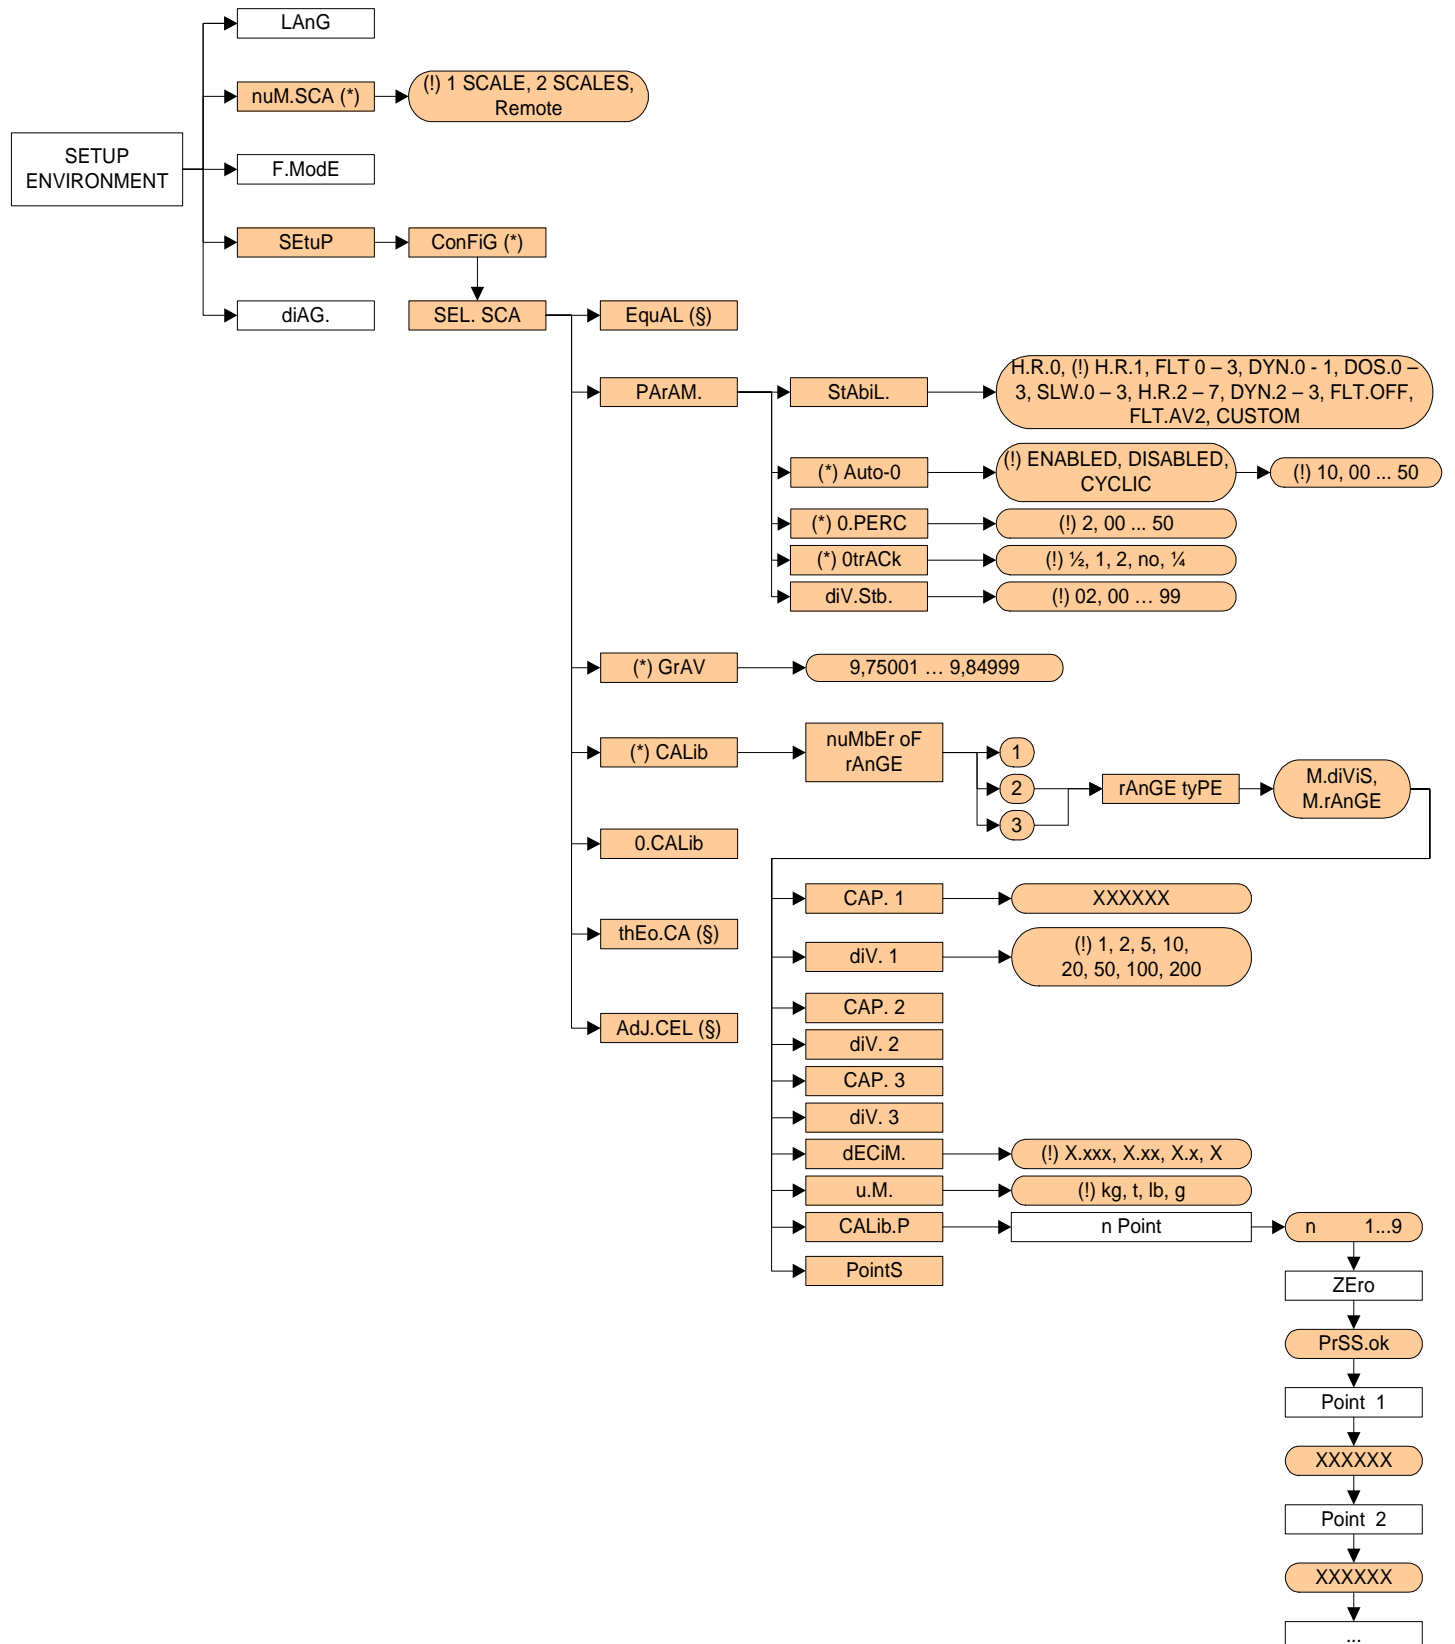 LAnG
nuM.SCA (*)
(!) 1 SCALE, 2 SCALES,
Remote
SETUP
ENVIRONMENT
F.ModE
SEtuP
ConFiG (*)
diAG.
SEL. SCA
EquAL (§)
PArAM.
StAbiL.
H.R.0, (!) H.R.1, FLT 0 – 3, DYN.0 - 1, DOS.0 –
3, SLW.0 – 3, H.R.2 – 7, DYN.2 – 3, FLT.OFF,
FLT.AV2, CUSTOM
(*) Auto-0
(!) ENABLED, DISABLED,
CYCLIC
(!) 10, 00 ... 50
(*) 0.PERC
(!) 2, 00 ... 50
(*) 0trACk
(!) ½, 1, 2, no, ¼
diV.Stb.
(!) 02, 00 … 99
(*) GrAV
9,75001 … 9,84999
(*) CALib
nuMbEr oF
rAnGE
1
2
3
rAnGE tyPE
M.diViS,
M.rAnGE
0.CALib
CAP. 1
XXXXXX
thEo.CA (§)
diV. 1
(!) 1, 2, 5, 10,
20, 50, 100, 200
CAP. 2
AdJ.CEL (§)
diV. 2
CAP. 3
diV. 3
dECiM.
(!) X.xxx, X.xx, X.x, X
u.M.
(!) kg, t, lb, g
CALib.P
n Point
n 1...9
PointS
ZEro
PrSS.ok
Point 1
XXXXXX
Point 2
XXXXXX
...